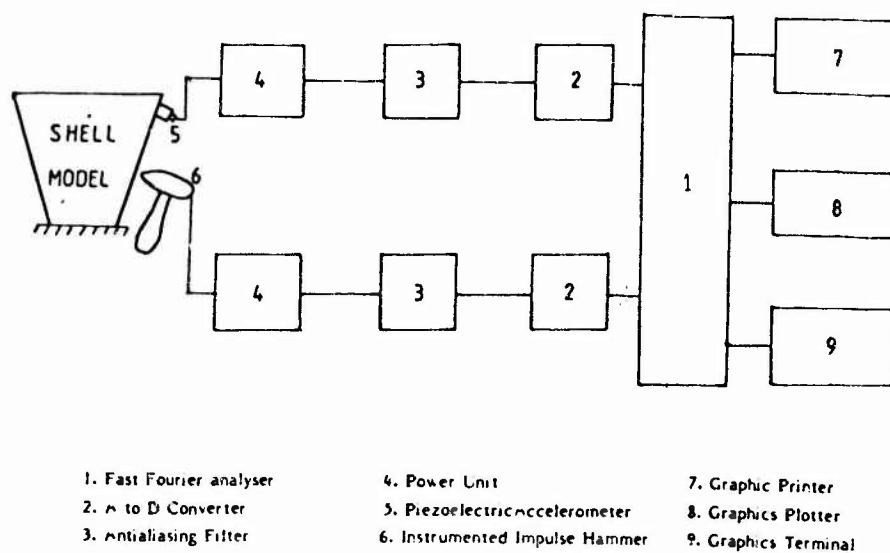 4
3
2
7
SHELL
MODEL
5
6
1
8
4
3
2
9
1. Fast Fourier analyser
2. A to D Converter
3. Antialiasing Filter
4. Power Unit
5. Piezoelectric Accelerometer
6. Instrumented Impulse Hammer
7. Graphic Printer
8. Graphics Plotter
9. Graphics Terminal